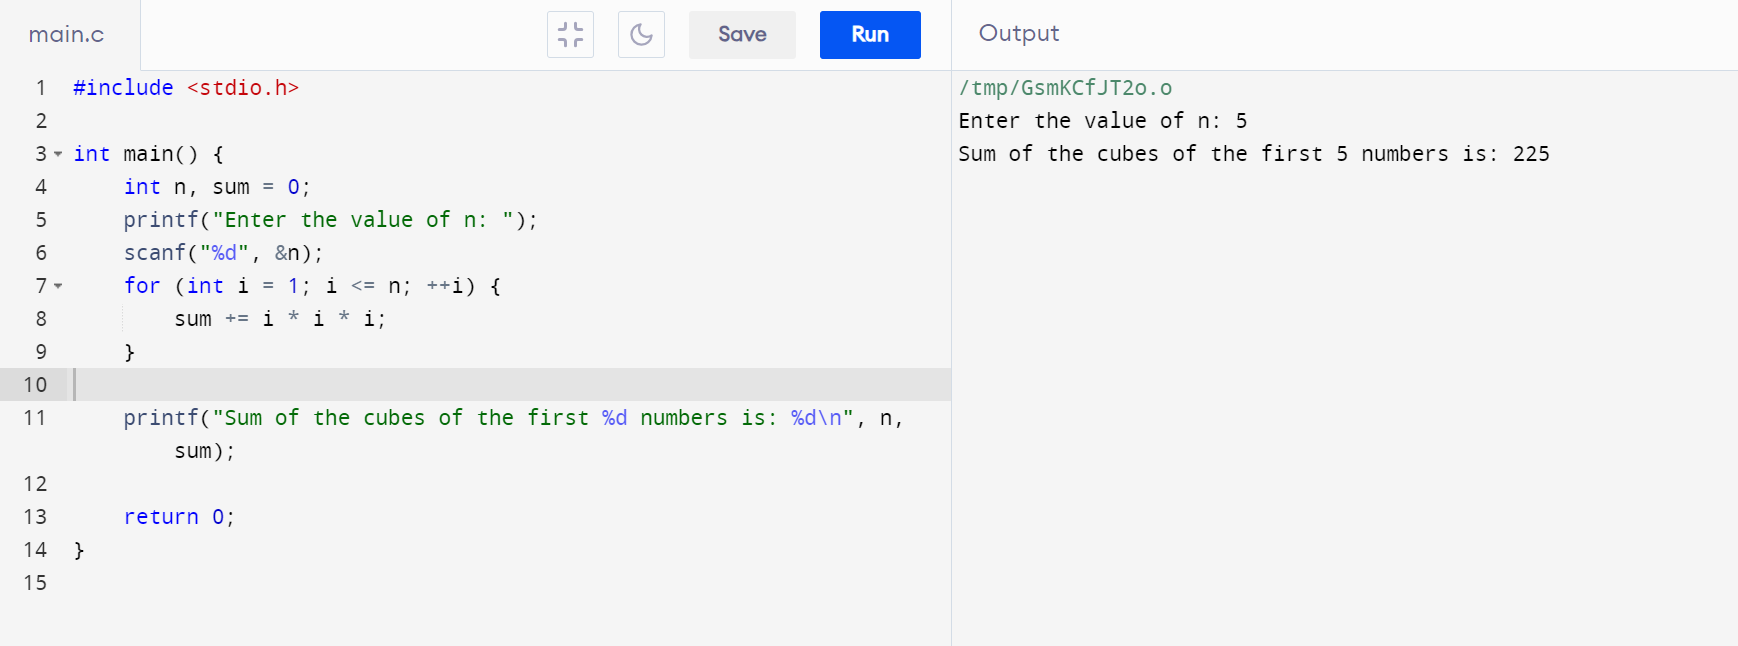 main.c
Save
Run
Output
1 #include <stdio.h>
2
3 int main() {
4     int n, sum = 0;
5     printf("Enter the value of n: ");
6     scanf("%d", &n);
7     for (int i = 1; i <= n; ++i) {
8         sum += i * i * i;
9     }
10
11     printf("Sum of the cubes of the first %d numbers is: %d\n", n,
        sum);
12
13     return 0;
14 }
15
/tmp/GsmKCfJT2o.o
Enter the value of n: 5
Sum of the cubes of the first 5 numbers is: 225